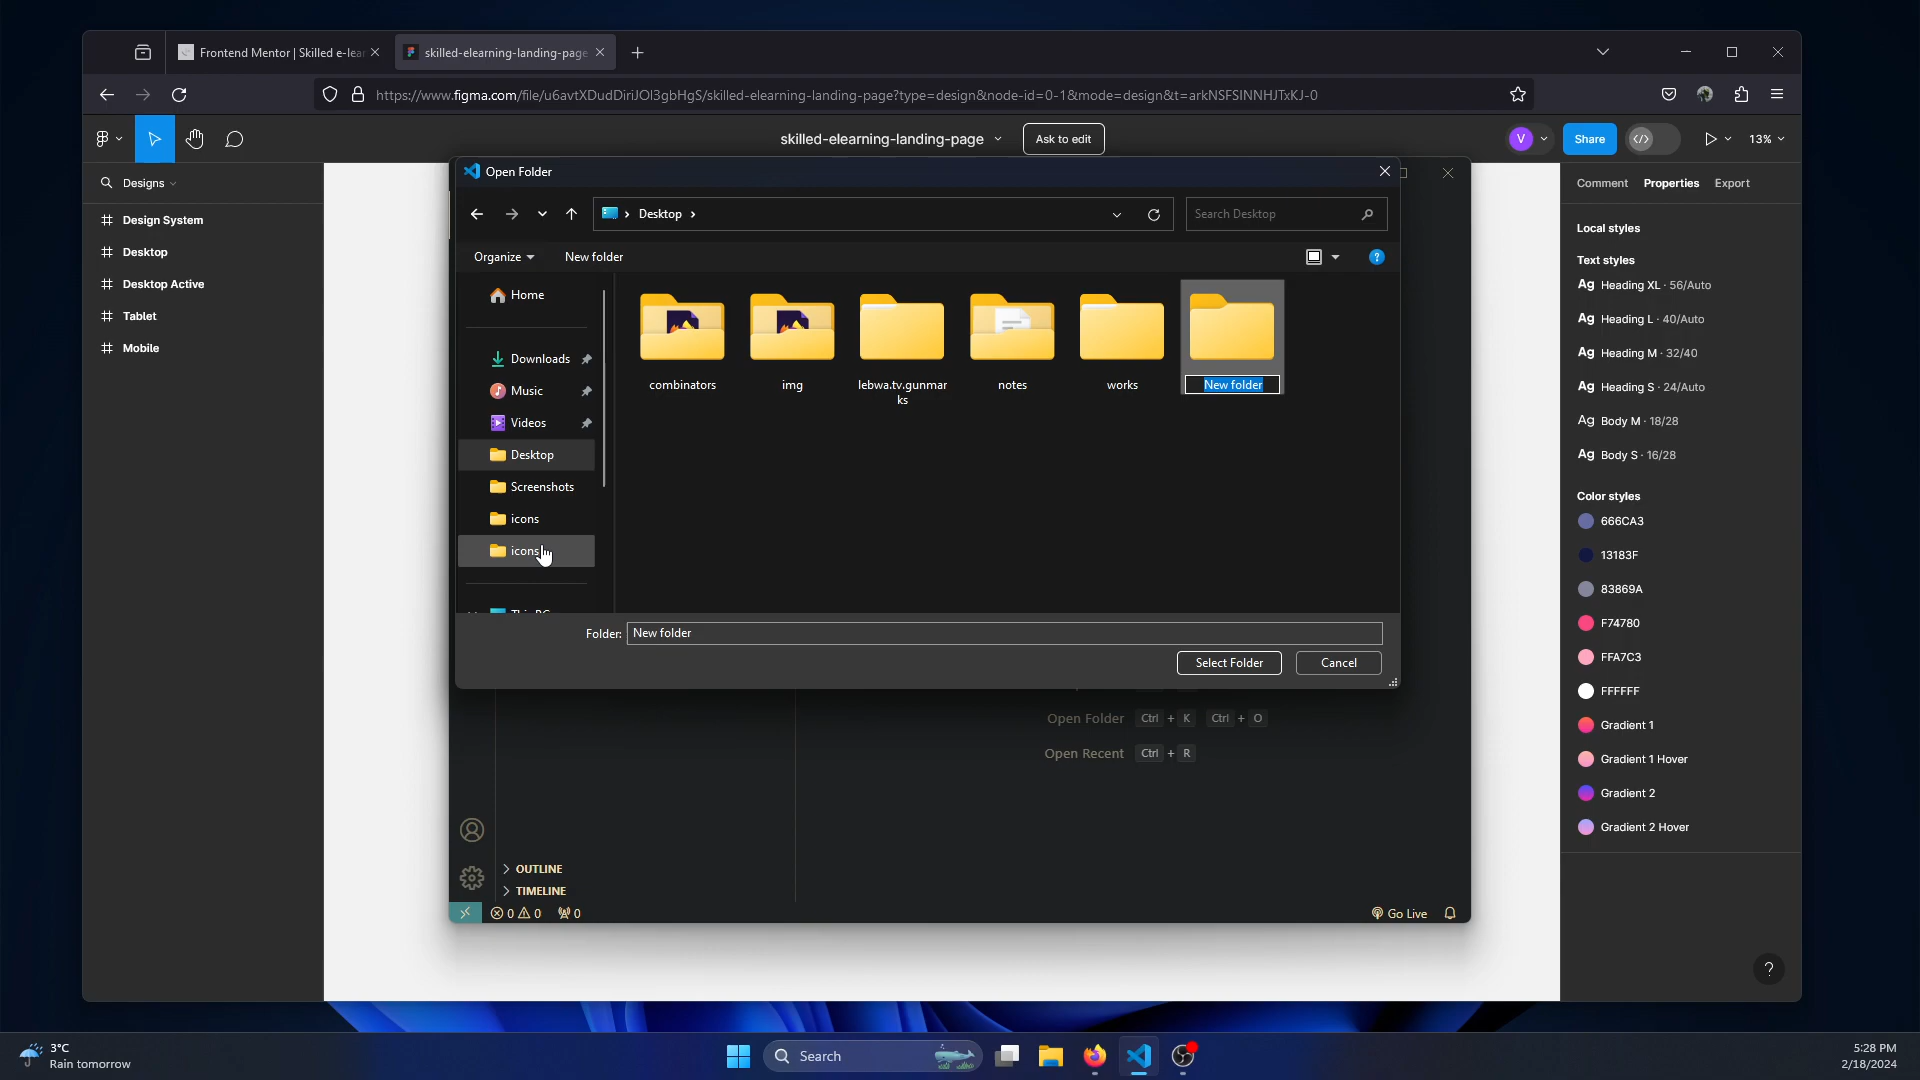 Frontend Mentor | Skilled e-lea
skilled-elearning-landing-page
https://www.figma.com/file/u6avtXDudDiriJOl3gbHgS/skilled-elearning-landing-page?type=design&node-id=0-1&mode=design&t=arkNSFSINNHJTxKJ-0
skilled-elearning-landing-page
Ask to edit
V
Share
13%
Designs
Design System
Desktop
Desktop Active
Tablet
Mobile
Open Folder
Desktop
Search Desktop
Organize
New folder
?
Home
Downloads
Music
Videos
Desktop
Screenshots
icons
icons
This PC
combinators
img
lebwa.tv.gunmar
ks
notes
works
New folder
Folder:
New folder
Select Folder
Cancel
Open Folder Ctrl + K Ctrl + O
Open Recent Ctrl + R
OUTLINE
TIMELINE
0 0 0
Go Live
Comment
Properties
Export
Local styles
Text styles
Ag Heading XL · 56/Auto
Ag Heading L · 40/Auto
Ag Heading M · 32/40
Ag Heading S · 24/Auto
Ag Body M · 18/28
Ag Body S · 16/28
Color styles
666CA3
13183F
83869A
F74780
FFA7C3
FFFFFF
Gradient 1
Gradient 1 Hover
Gradient 2
Gradient 2 Hover
?
3°C
Rain tomorrow
Search
5:28 PM
2/18/2024